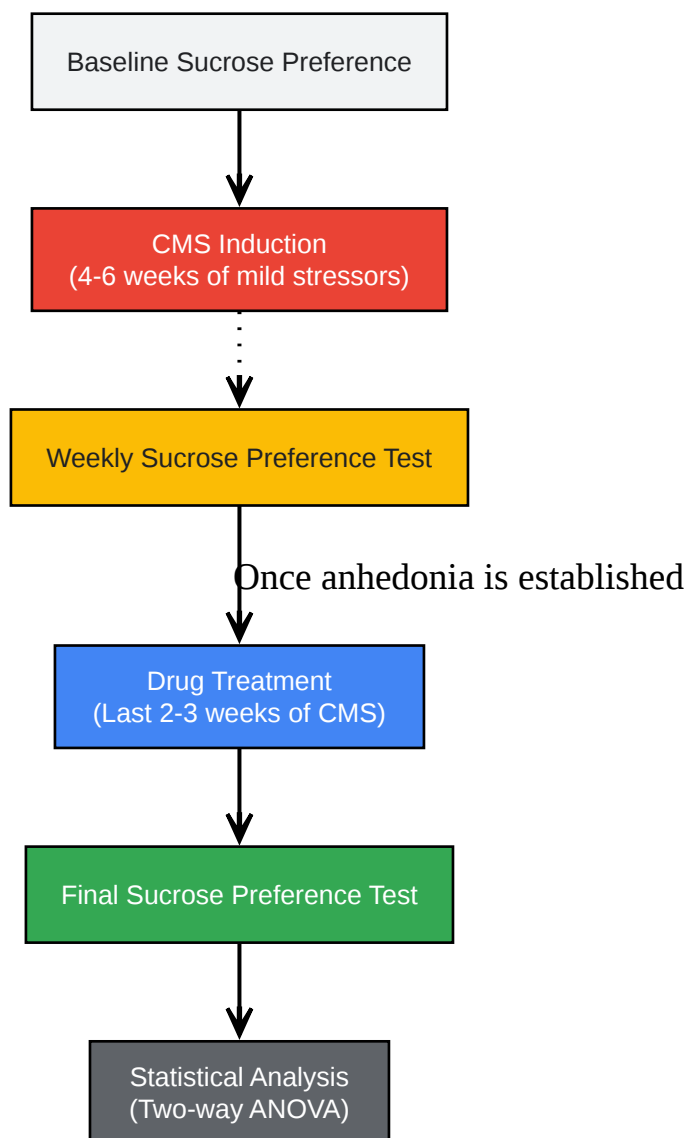 Baseline Sucrose Preference
CMS Induction
(4-6 weeks of mild stressors)
Weekly Sucrose Preference Test
Once anhedonia is established
Drug Treatment
(Last 2-3 weeks of CMS)
Final Sucrose Preference Test
Statistical Analysis
(Two-way ANOVA)